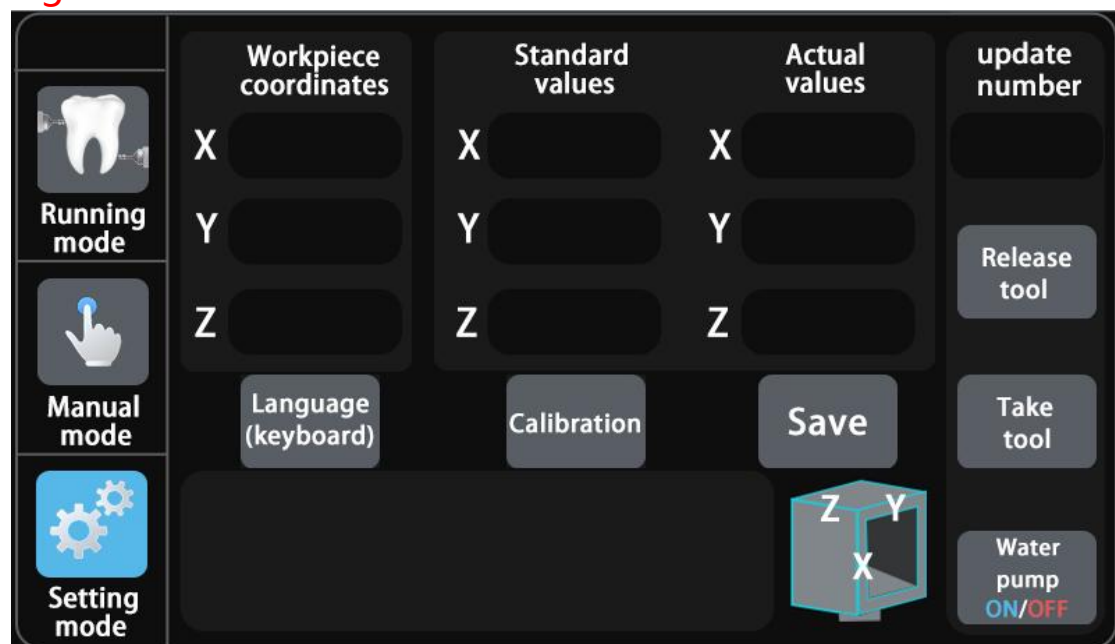 Running
mode
Manual
mode
Setting
mode
Workpiece
coordinates
X
Y
Z
Standard
values
X
Y
Z
Actual
values
X
Y
Z
Language
(keyboard)
Calibration
Save
Z Y
X
update
number
Release
tool
Take
tool
Water
pump
ON/OFF